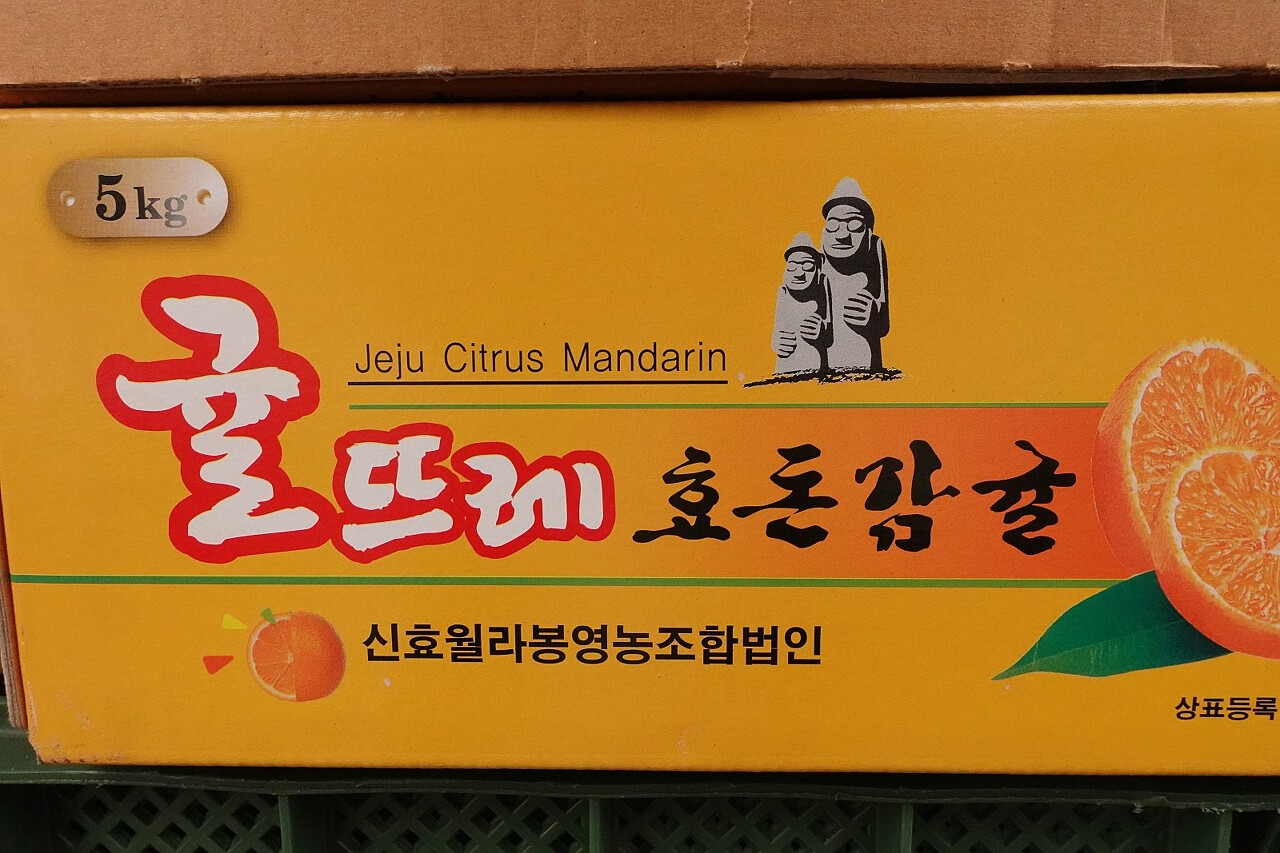 5kg
Jeju Citrus Mandarin
귤뜨레 효돈감귤
신효월라봉영농조합법인
상표등록